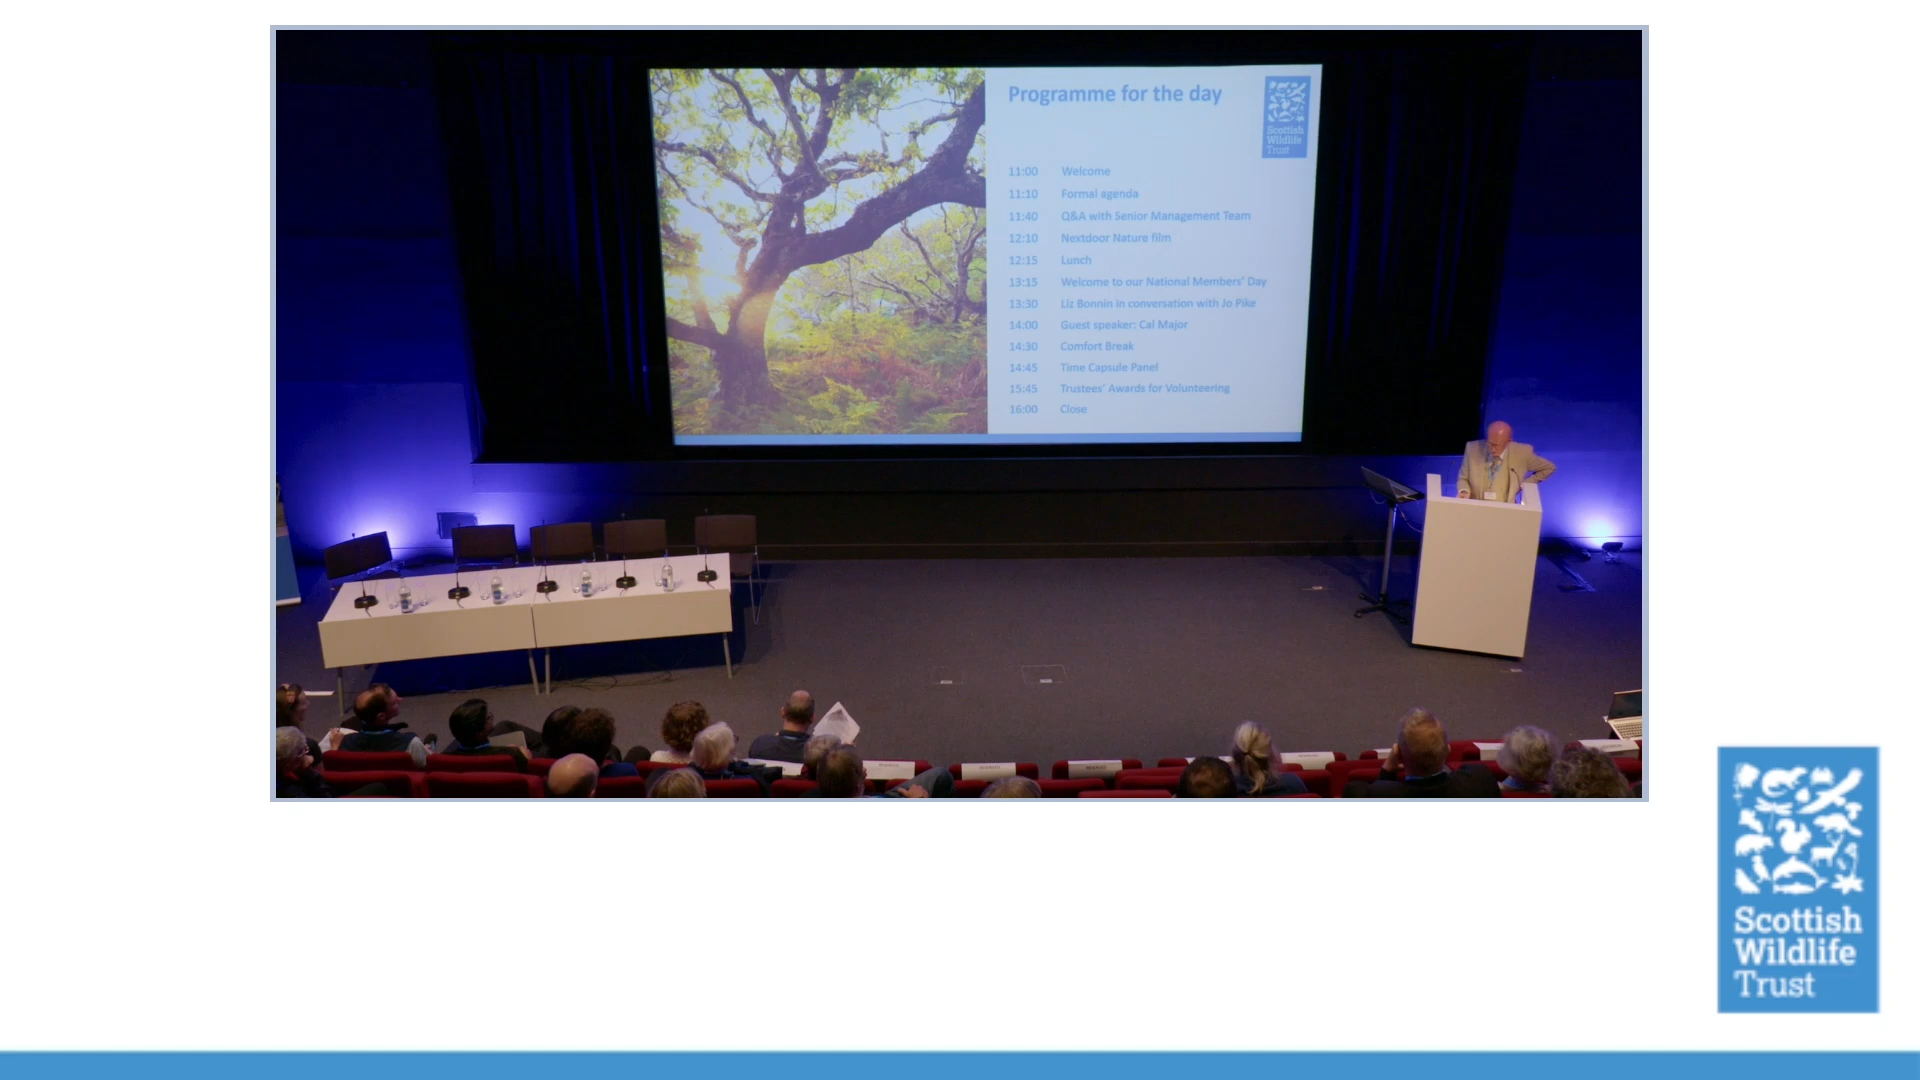 Programme for the day
Scottish
Wildlife
Trust
11:00 Welcome
11:10 Formal agenda
11:40 Q&A with Senior Management Team
12:10 Nextdoor Nature film
12:15 Lunch
13:15 Welcome to our National Members' Day
13:30 Liz Bonnin in conversation with Jo Pike
14:00 Guest speaker: Cal Major
14:30 Comfort Break
14:45 Time Capsule Panel
15:45 Trustees' Awards for Volunteering
16:00 Close
Scottish
Wildlife
Trust